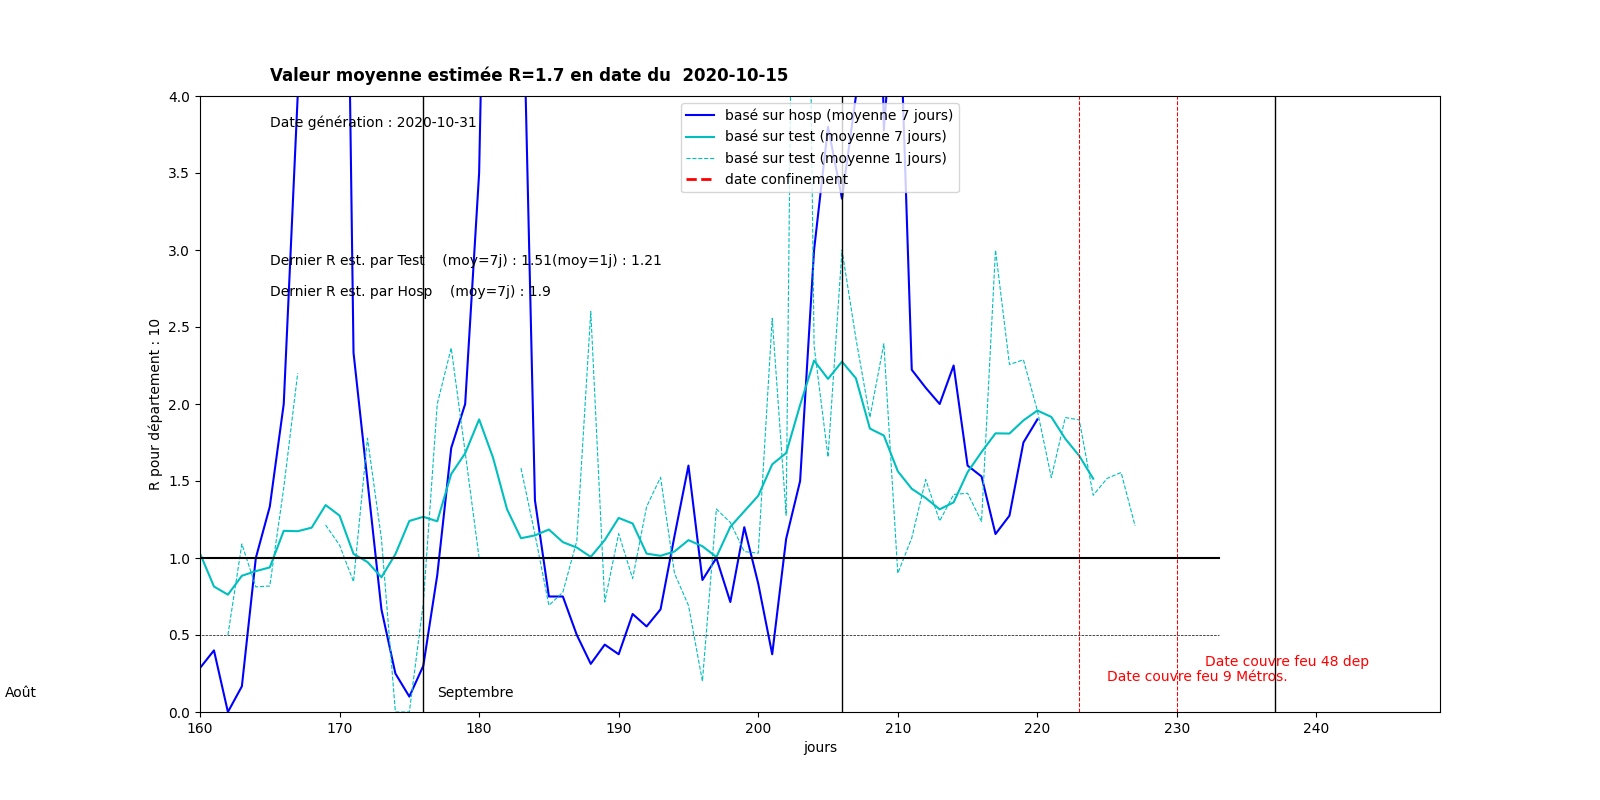 Valeur moyenne estimée R=1.7 en date du  2020-10-15
4.0
Date génération : 2020-10-31
basé sur hosp (moyenne 7 jours)
basé sur test (moyenne 7 jours)
basé sur test (moyenne 1 jours)
date confinement
3.5
3.0
Dernier R est. par Test    (moy=7j) : 1.51(moy=1j) : 1.21
Dernier R est. par Hosp    (moy=7j) : 1.9
2.5
2.0
1.5
1.0
0.5
0.0
R pour département : 10
Date couvre feu 48 dep
Date couvre feu 9 Métros.
Août
Septembre
160 170 180 190 200 210 220 230 240
jours